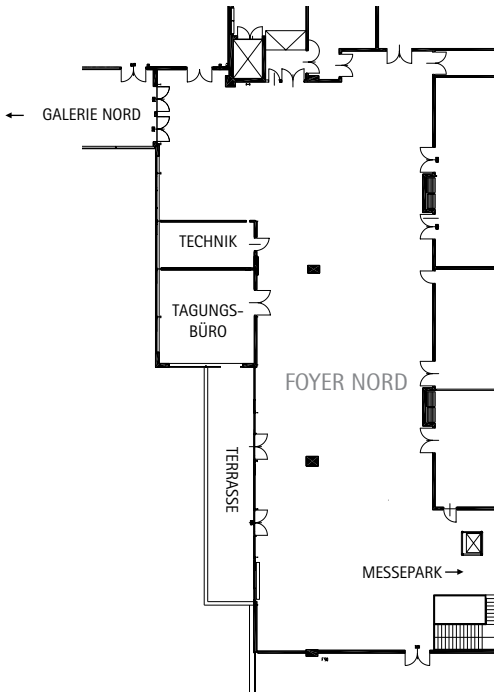 ← GALERIE NORD
TECHNIK
TAGUNGS-
BÜRO
FOYER NORD
TERRASSE
MESSEPARK →